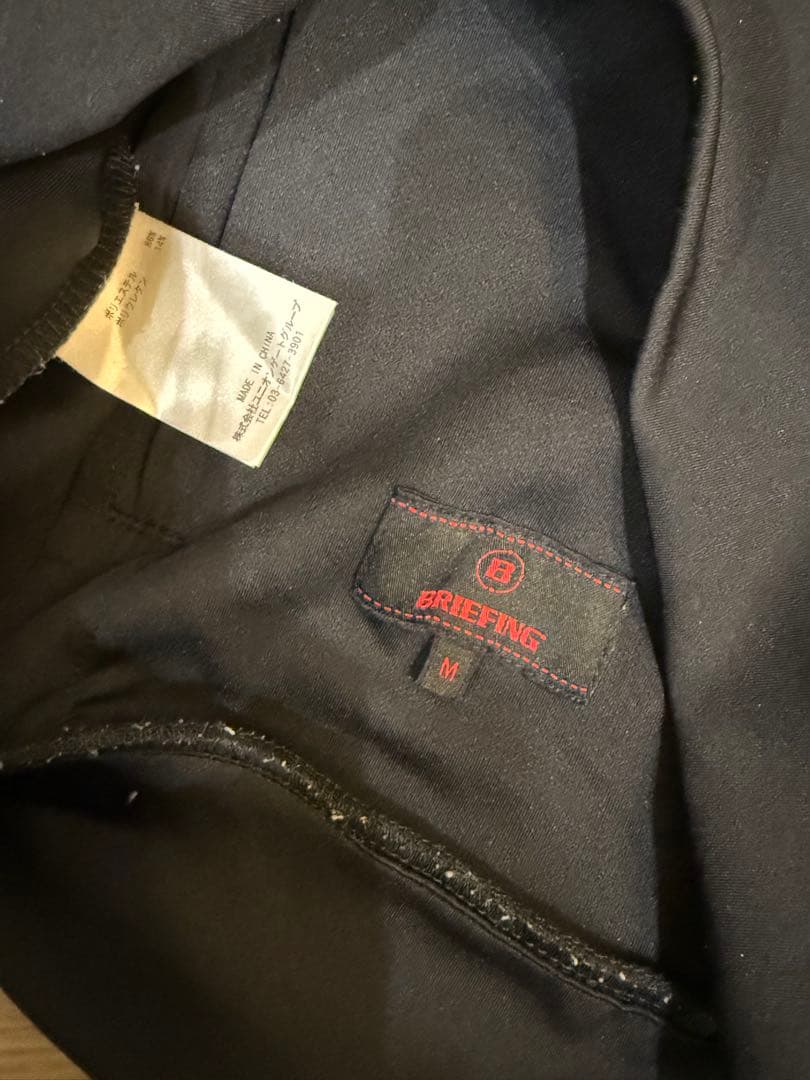 ポリエステル 86%
ポリウレタン 14%
MADE IN CHINA
株式会社ユニオンゲートグループ
TEL:03-6427-3901
B
BRIEFING
M